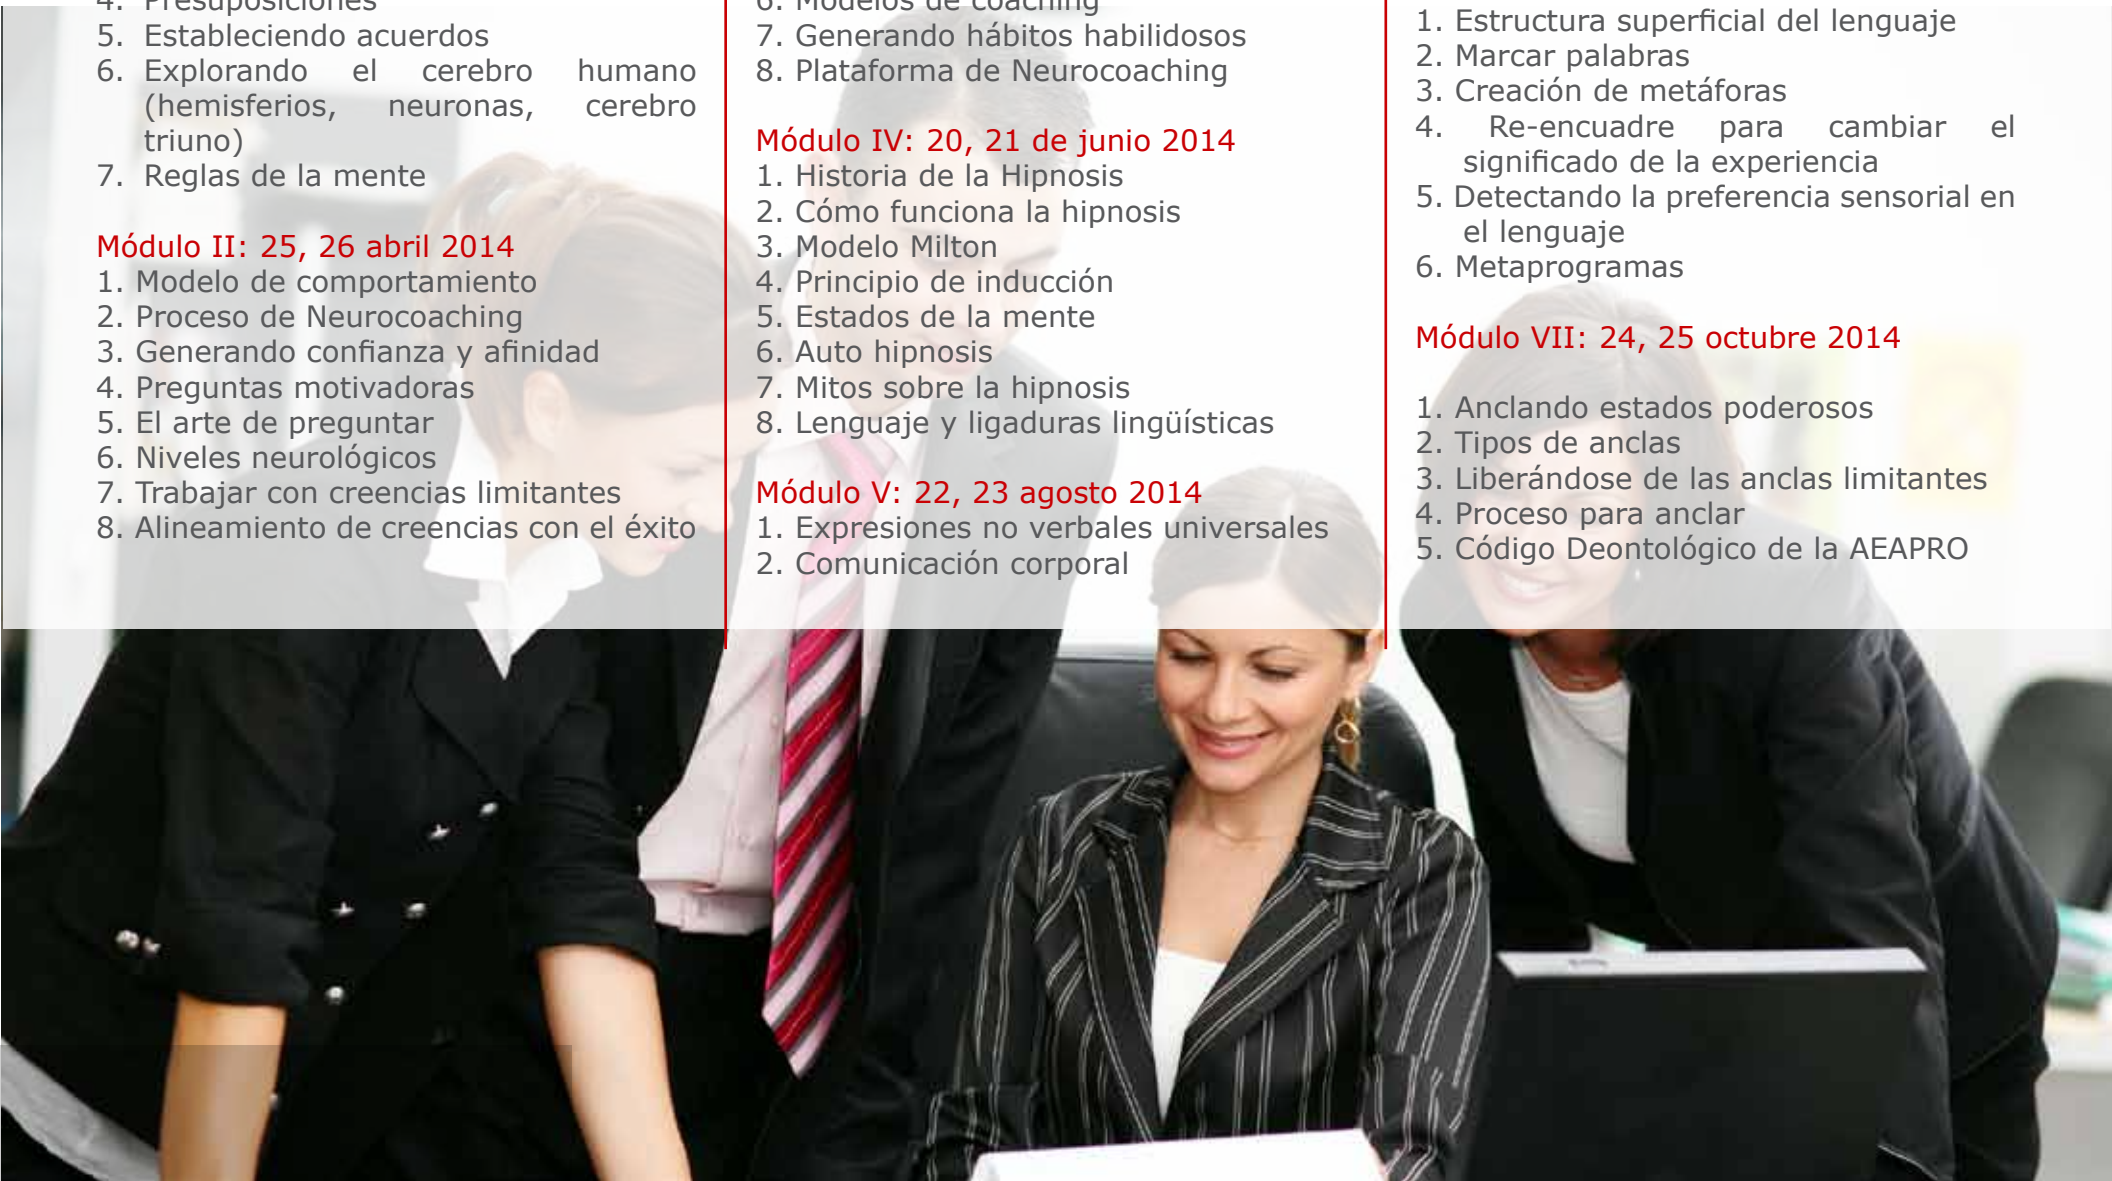 4. Presuposiciones
5. Estableciendo acuerdos
6. Explorando el cerebro humano
(hemisferios, neuronas, cerebro
triuno)
7. Reglas de la mente
Módulo II: 25, 26 abril 2014
1. Modelo de comportamiento
2. Proceso de Neurocoaching
3. Generando confianza y afinidad
4. Preguntas motivadoras
5. El arte de preguntar
6. Niveles neurológicos
7. Trabajar con creencias limitantes
8. Alineamiento de creencias con el éxito
6. Modelos de coaching
7. Generando hábitos habilidosos
8. Plataforma de Neurocoaching
Módulo IV: 20, 21 de junio 2014
1. Historia de la Hipnosis
2. Cómo funciona la hipnosis
3. Modelo Milton
4. Principio de inducción
5. Estados de la mente
6. Auto hipnosis
7. Mitos sobre la hipnosis
8. Lenguaje y ligaduras lingüísticas
Módulo V: 22, 23 agosto 2014
1. Expresiones no verbales universales
2. Comunicación corporal
1. Estructura superficial del lenguaje
2. Marcar palabras
3. Creación de metáforas
4. Re-encuadre para cambiar el
significado de la experiencia
5. Detectando la preferencia sensorial en
el lenguaje
6. Metaprogramas
Módulo VII: 24, 25 octubre 2014
1. Anclando estados poderosos
2. Tipos de anclas
3. Liberándose de las anclas limitantes
4. Proceso para anclar
5. Código Deontológico de la AEAPRO